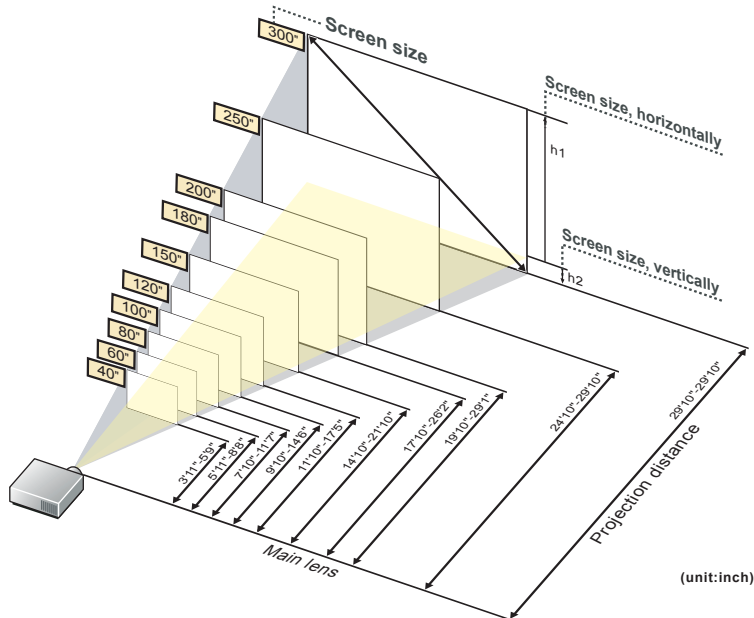 300"
Screen size
250"
200"
180"
150"
120"
100"
80"
60"
40"
Screen size, horizontally
h1
Screen size, vertically
h2
3'11"-5'9"
5'11"-8'8"
7'10"-11'7"
9'10"-14'6"
11'10"-17'5"
14'10"-21'10"
17'10"-26'2"
19'10"-29'1"
24'10"-29'10"
29'10"-29'10"
Projection distance
Main lens
(unit:inch)